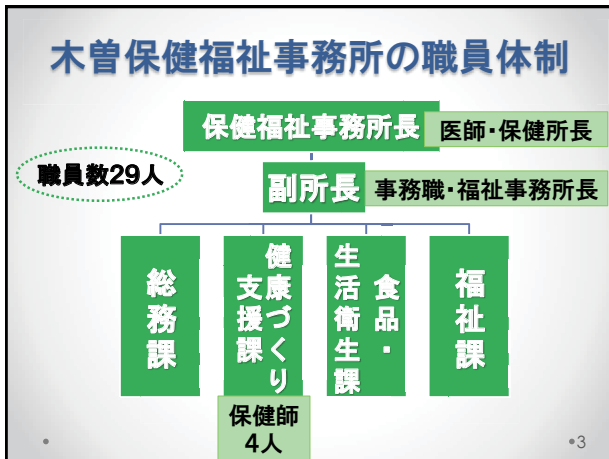 木曽保健福祉事務所の職員体制
保健福祉事務所長
医師・保健所長
職員数29人
副所長
事務職・福祉事務所長
総務課
健康づくり
支援課
食品・
生活衛生課
福祉課
保健師
4人
•
•3